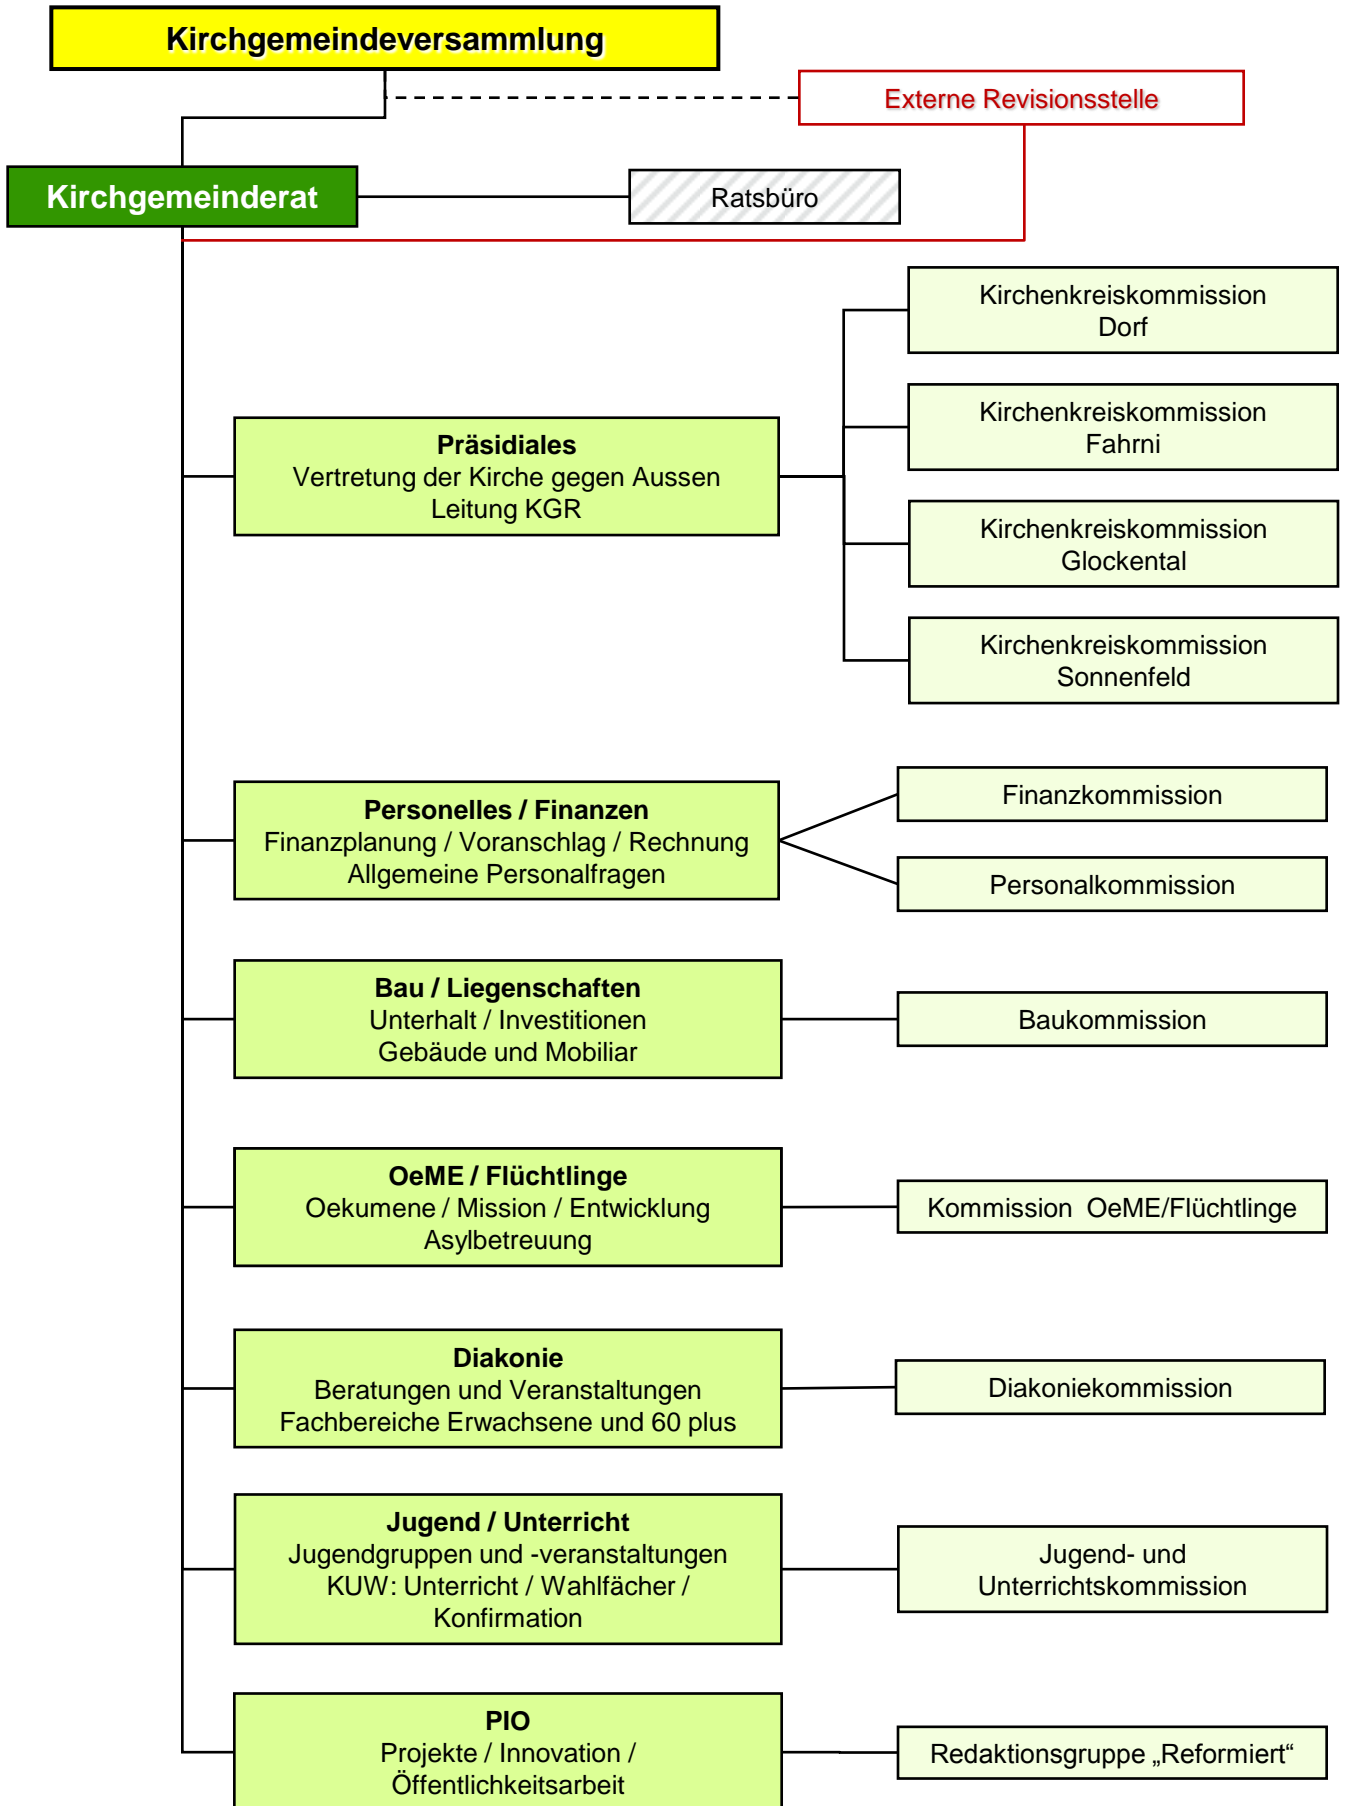 Kirchgemeindeversammlung
Externe Revisionsstelle
Kirchgemeinderat
Ratsbüro
Kirchenkreiskommission
Dorf
Kirchenkreiskommission
Fahrni
Präsidiales
Vertretung der Kirche gegen Aussen
Leitung KGR
Kirchenkreiskommission
Glockental
Kirchenkreiskommission
Sonnenfeld
Personelles / Finanzen
Finanzplanung / Voranschlag / Rechnung
Allgemeine Personalfragen
Finanzkommission
Personalkommission
Bau / Liegenschaften
Unterhalt / Investitionen
Gebäude und Mobiliar
Baukommission
OeME / Flüchtlinge
Oekumene / Mission / Entwicklung
Asylbetreuung
Kommission OeME/Flüchtlinge
Diakonie
Beratungen und Veranstaltungen
Fachbereiche Erwachsene und 60 plus
Diakoniekommission
Jugend / Unterricht
Jugendgruppen und -veranstaltungen
KUW: Unterricht / Wahlfächer /
Konfirmation
Jugend- und
Unterrichtskommission
PIO
Projekte / Innovation /
Öffentlichkeitsarbeit
Redaktionsgruppe „Reformiert“